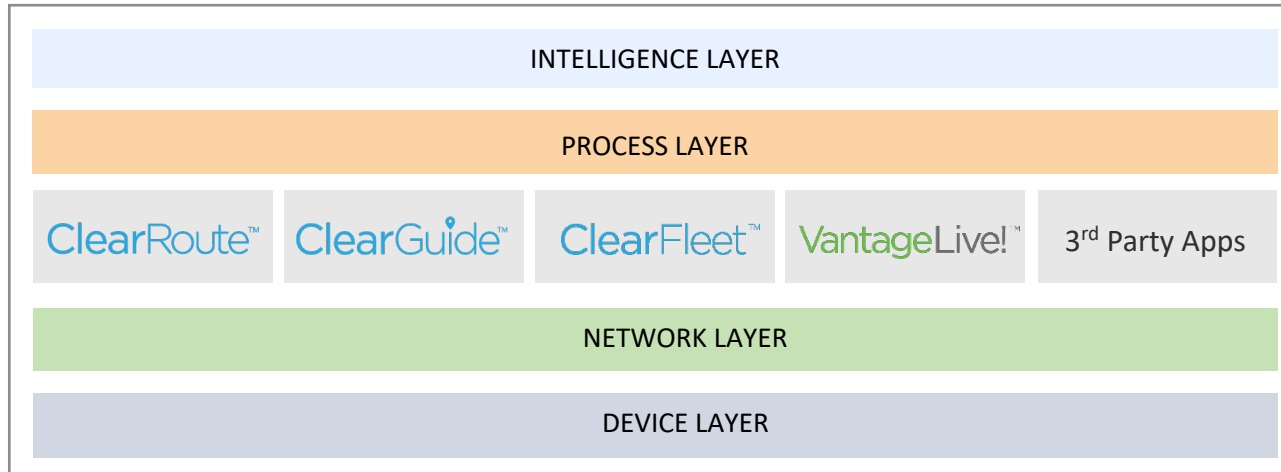 INTELLIGENCE LAYER
PROCESS LAYER
ClearRoute™ ClearGuide™ ClearFleet™ VantageLive!™ 3rd Party Apps
NETWORK LAYER
DEVICE LAYER